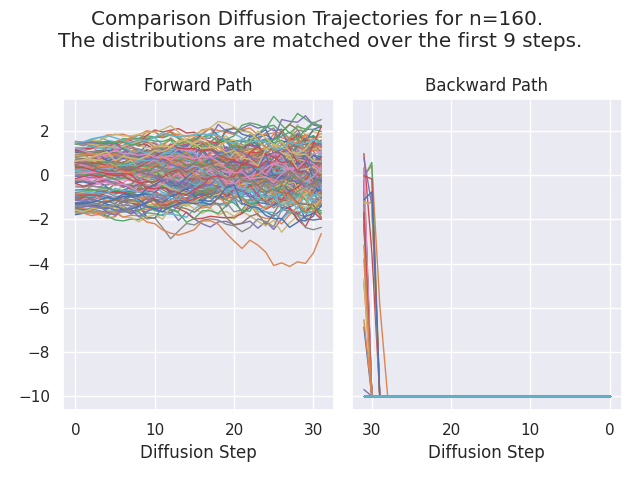 Comparison Diffusion Trajectories for n=160.
The distributions are matched over the first 9 steps.
Forward Path
Backward Path
2
0
−2
−4
−6
−8
−10
0 10 20 30
30 20 10 0
Diffusion Step
Diffusion Step